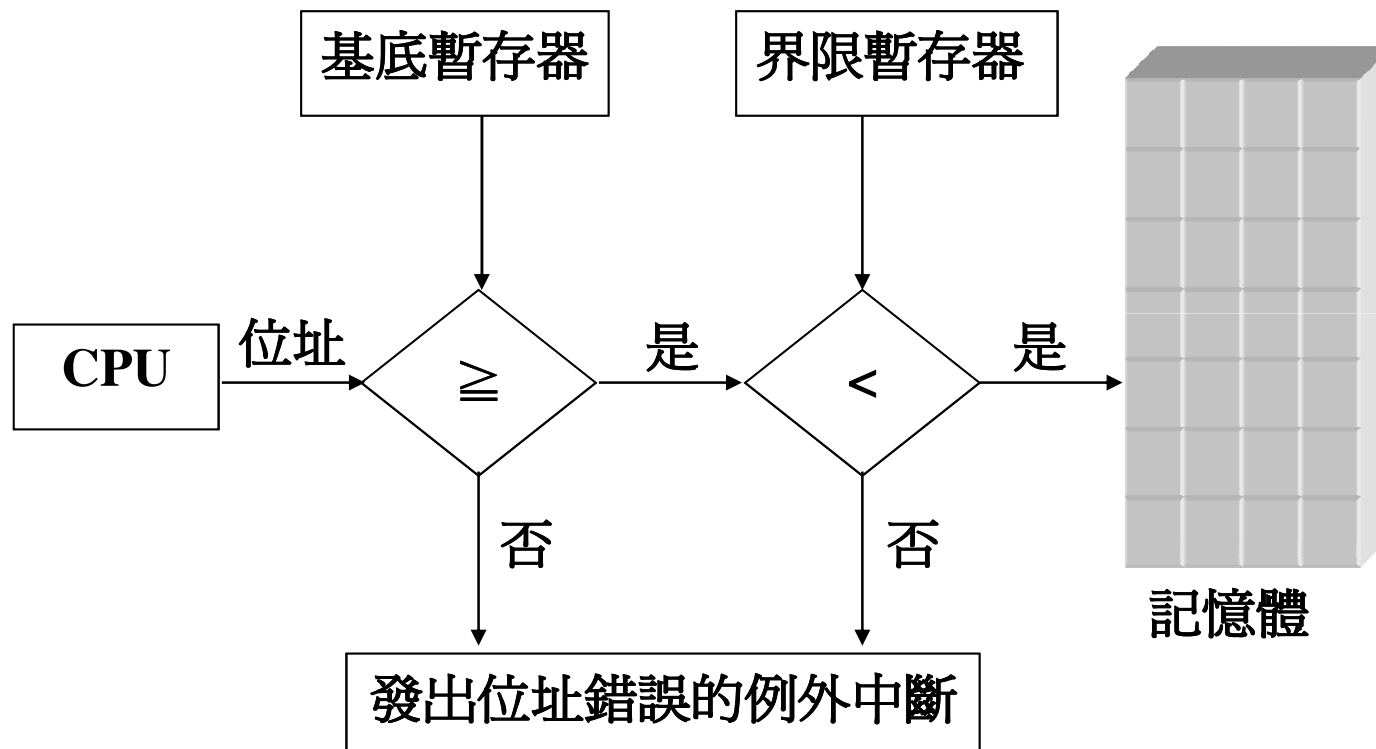 基底暫存器
界限暫存器
CPU
位址
≧
是
<
是
否
否
記憶體
發出位址錯誤的例外中斷